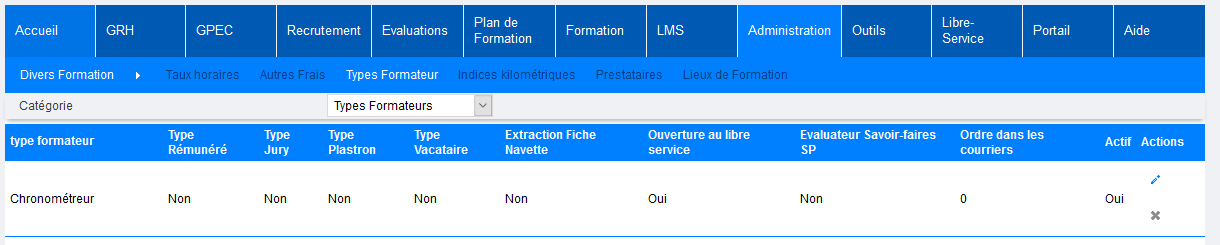 Accueil GRH GPEC Recrutement Evaluations Plan de Formation Formation LMS Administration Outils Libre-Service Portail Aide
Divers Formation Taux horaires Autres Frais Types Formateur Indices kilométriques Prestataires Lieux de Formation
Catégorie Types Formateurs
type formateur Type Rémunéré Type Jury Type Plastron Type Vacataire Extraction Fiche Navette Ouverture au libre service Evaluateur Savoir-faires SP Ordre dans les courriers Actif Actions
Chronométreur Non Non Non Non Non Oui Non 0 Oui